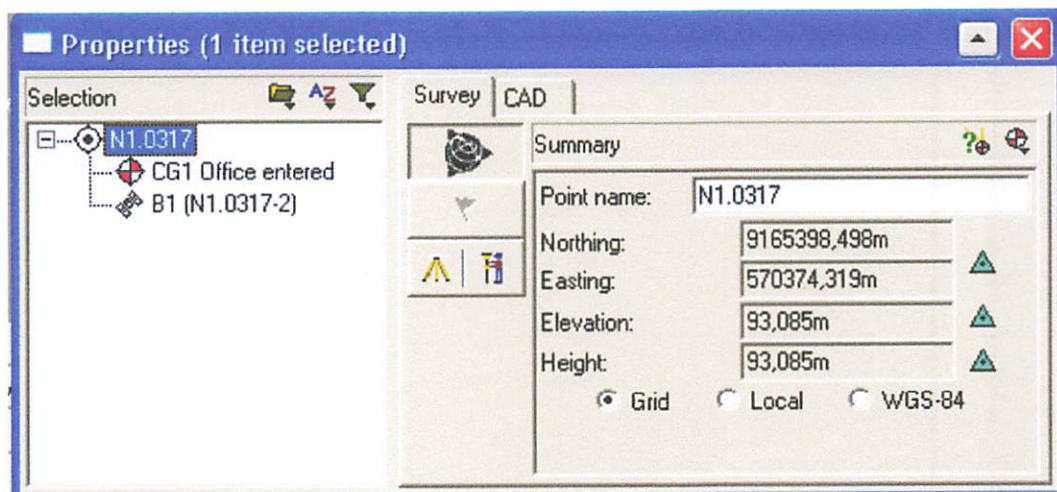 Properties (1 item selected)
Selection
N1.0317
CG1 Office entered
B1 (N1.0317-2)
Survey CAD
Summary
Point name: N1.0317
Northing: 9165398,498m
Easting: 570374,319m
Elevation: 93,085m
Height: 93,085m
Grid Local WGS-84